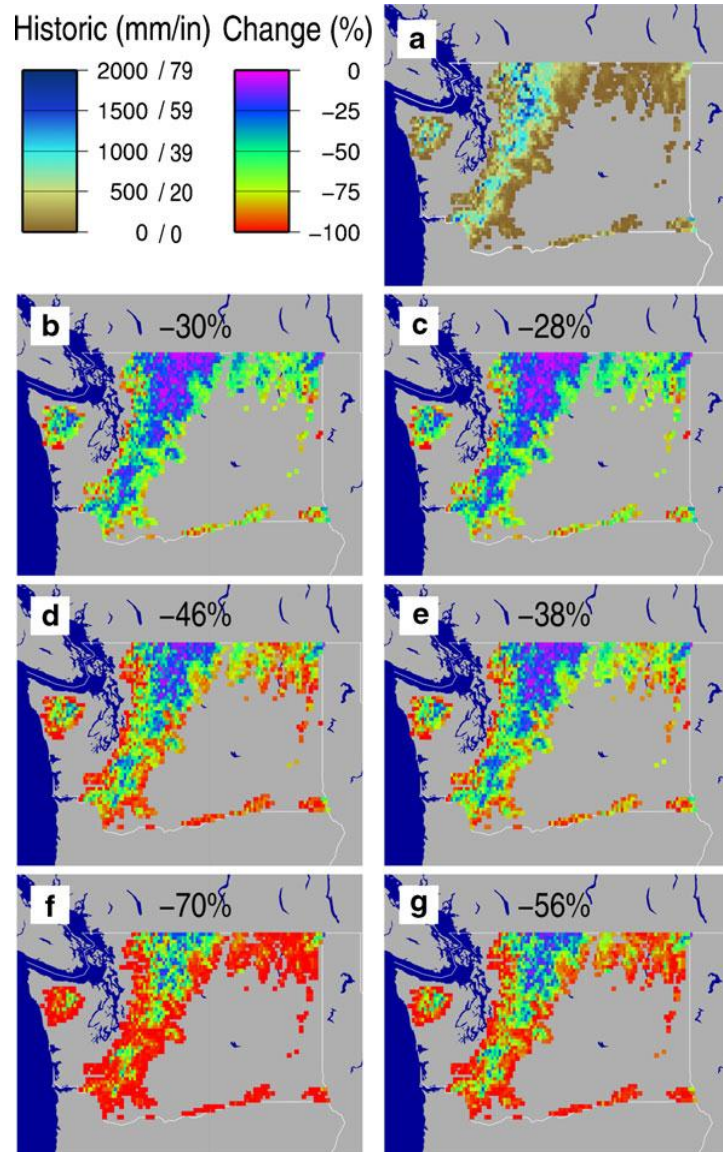 Historic (mm/in)
Change (%)
2000 / 79
1500 / 59
1000 / 39
500 / 20
0 / 0
0
−25
−50
−75
−100
a
b
−30%
c
−28%
d
−46%
e
−38%
f
−70%
g
−56%